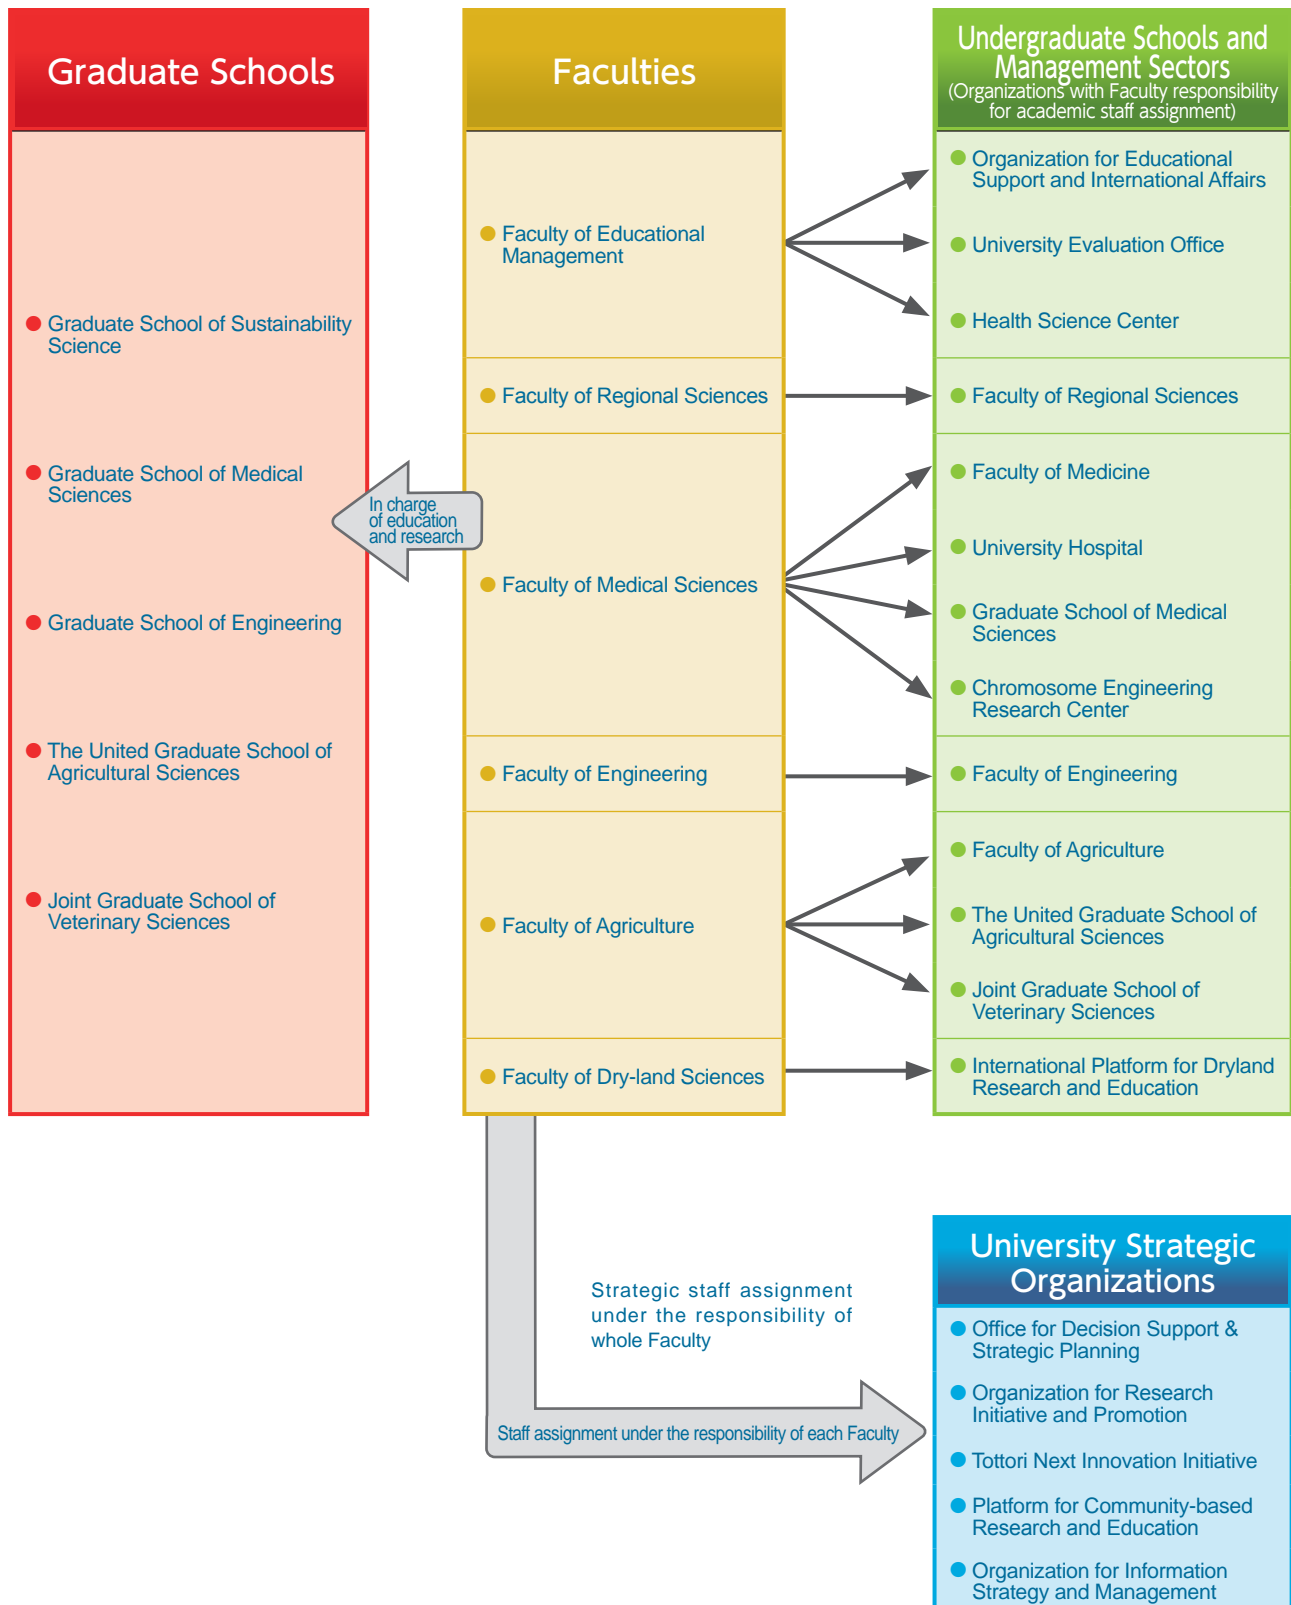 Graduate Schools
Graduate School of Sustainability
Science
Graduate School of Medical
Sciences
Graduate School of Engineering
The United Graduate School of
Agricultural Sciences
Joint Graduate School of
Veterinary Sciences
In charge
of education
and research
Faculties
Faculty of Educational
Management
Faculty of Regional Sciences
Faculty of Medical Sciences
Faculty of Engineering
Faculty of Agriculture
Faculty of Dry-land Sciences
Undergraduate Schools and
Management Sectors
(Organizations with Faculty responsibility
for academic staff assignment)
Organization for Educational
Support and International Affairs
University Evaluation Office
Health Science Center
Faculty of Regional Sciences
Faculty of Medicine
University Hospital
Graduate School of Medical
Sciences
Chromosome Engineering
Research Center
Faculty of Engineering
Faculty of Agriculture
The United Graduate School of
Agricultural Sciences
Joint Graduate School of
Veterinary Sciences
International Platform for Dryland
Research and Education
Strategic staff assignment
under the responsibility of
whole Faculty
Staff assignment under the responsibility of each Faculty
University Strategic
Organizations
Office for Decision Support &
Strategic Planning
Organization for Research
Initiative and Promotion
Tottori Next Innovation Initiative
Platform for Community-based
Research and Education
Organization for Information
Strategy and Management